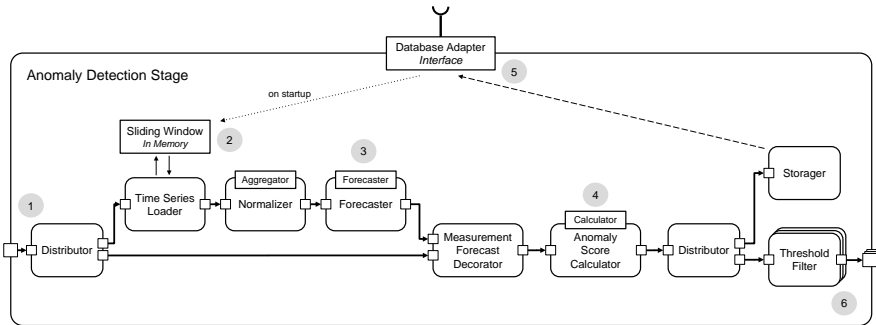 Database Adapter
Interface
Anomaly Detection Stage
5
on startup
Sliding Window
In Memory
2
3
Aggregator
Forecaster
4
Storager
1
Time Series
Loader
Normalizer
Forecaster
Calculator
Distributor
Measurement
Forecast
Decorator
Anomaly
Score
Calculator
Distributor
Threshold
Filter
6